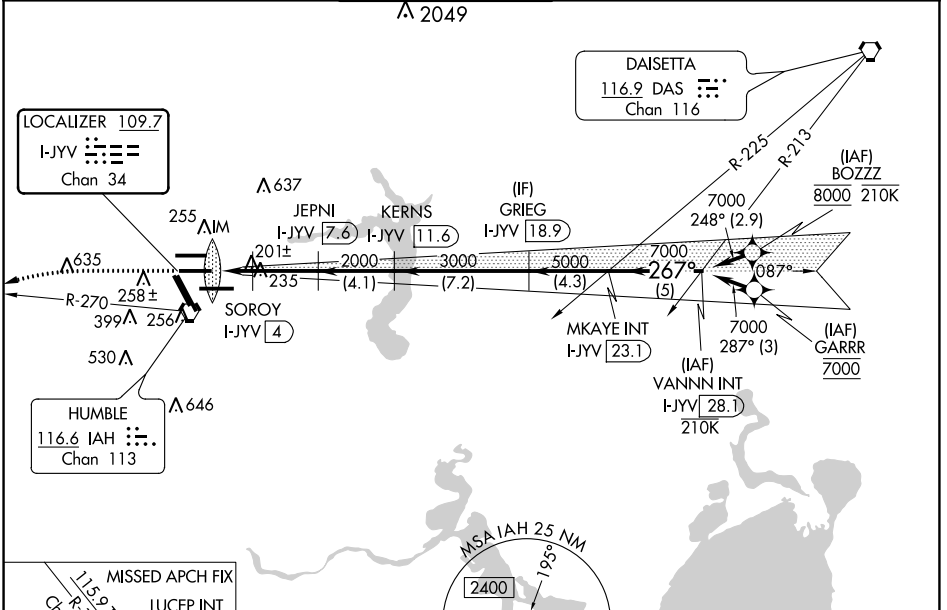 2049
DAISETTA
116.9 DAS
Chan 116
LOCALIZER 109.7
I-JYV
Chan 34
R-225
R-213
(IAF)
BOZZZ
8000 210K
7000
248° (2.9)
637
(IF)
GRIEG
I-JYV 18.9
JEPNI
I-JYV 7.6
KERNS
I-JYV 11.6
255
IM
201±
635
235
2000
(4.1)
3000
(7.2)
5000
(4.3)
7000
267°
(5)
087°
258±
R-270
399
256
SOROY
I-JYV 4
MKAYE INT
I-JYV 23.1
7000
287° (3)
(IAF)
GARRR
7000
(IAF)
VANNN INT
I-JYV 28.1
210K
530
646
HUMBLE
116.6 IAH
Chan 113
MSA IAH 25 NM
195°
2400
MISSED APCH FIX
115.9